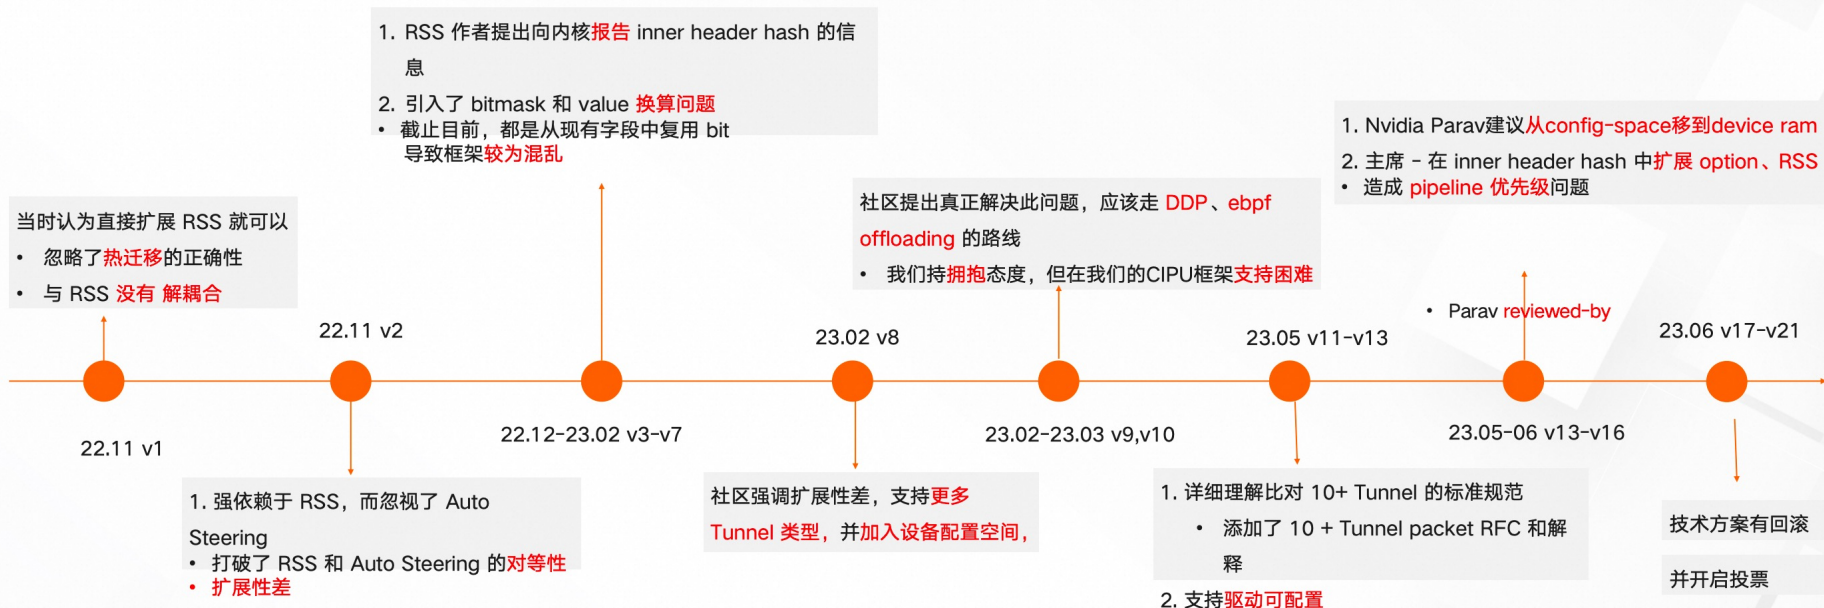 当时认为直接扩展 RSS 就可以
• 忽略了热迁移的正确性
• 与 RSS 没有 解耦合
22.11 v1
22.11 v2
1. 强依赖于 RSS，而忽视了 Auto
Steering
• 打破了 RSS 和 Auto Steering 的对等性
• 扩展性差
1. RSS 作者提出向内核报告 inner header hash 的信
息
2. 引入了 bitmask 和 value 换算问题
• 截止目前，都是从现有字段中复用 bit
导致框架较为混乱
22.12-23.02 v3-v7
23.02 v8
社区强调扩展性差，支持更多
Tunnel 类型，并加入设备配置空间，
社区提出真正解决此问题，应该走 DDP、ebpf
offloading 的路线
• 我们持拥抱态度，但在我们的CIPU框架支持困难
23.02-23.03 v9,v10
23.05 v11-v13
1. 详细理解比对 10+ Tunnel 的标准规范
• 添加了 10 + Tunnel packet RFC 和解
释
2. 支持驱动可配置
1. Nvidia Parav建议从config-space移到device ram
2. 主席 - 在 inner header hash 中扩展 option、RSS
• 造成 pipeline 优先级问题
• Parav reviewed-by
23.05-06 v13-v16
23.06 v17-v21
技术方案有回滚
并开启投票